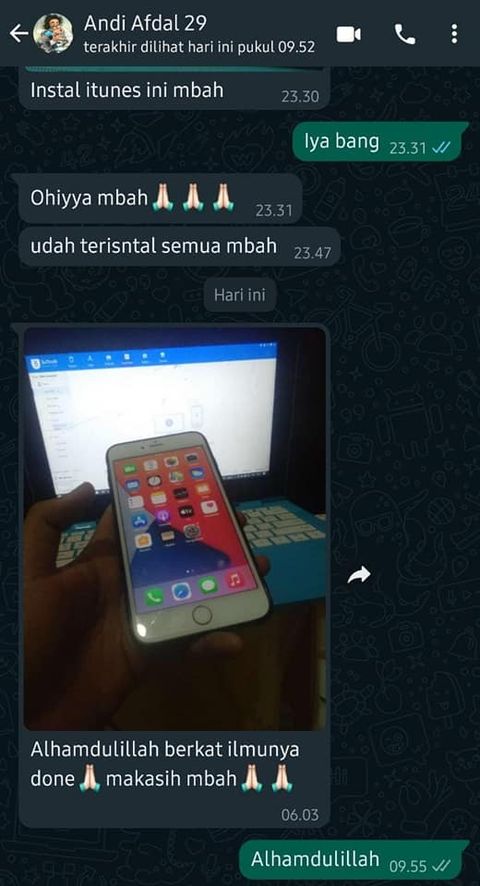 Andi Afdal 29
terakhir dilihat hari ini pukul 09.52
Instal itunes ini mbah
23.30
Iya bang 23.31
Ohiyya mbah🙏🏻 🙏🏻 🙏🏻
23.31
udah terisntal semua mbah 23.47
Hari ini
Alhamdulillah berkat ilmunya
done🙏🏻 makasih mbah🙏🏻 🙏🏻
06.03
Alhamdulillah 09.55